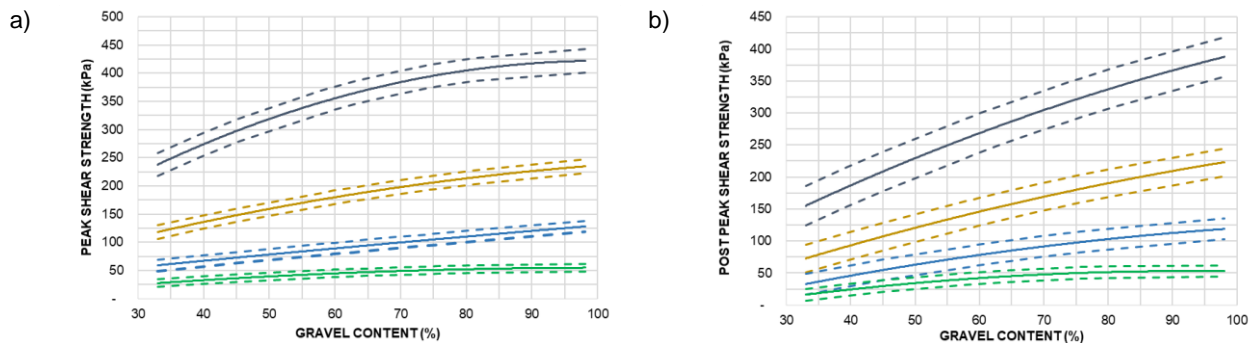 a)
PEAK SHEAR STRENGTH (kPa)
500
450
400
350
300
250
200
150
100
50
-
30 40 50 60 70 80 90 100
GRAVEL CONTENT (%)
b)
POST PEAK SHEAR STRENGTH (kPa)
450
400
350
300
250
200
150
100
50
-
30 40 50 60 70 80 90 100
GRAVEL CONTENT (%)